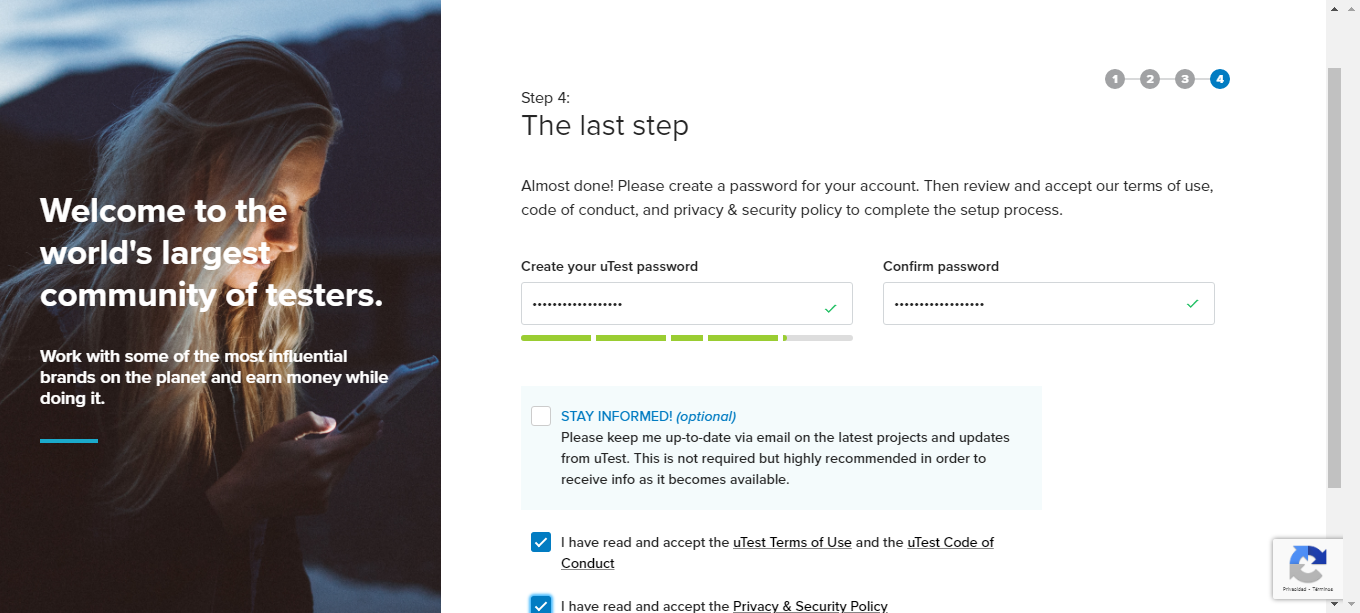 Welcome to the
world's largest
community of testers.
Work with some of the most influential
brands on the planet and earn money while
doing it.
1 2 3 4
Step 4:
The last step
Almost done! Please create a password for your account. Then review and accept our terms of use,
code of conduct, and privacy & security policy to complete the setup process.
Create your uTest password
Confirm password
STAY INFORMED! (optional)
Please keep me up-to-date via email on the latest projects and updates
from uTest. This is not required but highly recommended in order to
receive info as it becomes available.
I have read and accept the uTest Terms of Use and the uTest Code of
Conduct
I have read and accept the Privacy & Security Policy
Privacidad - Términos